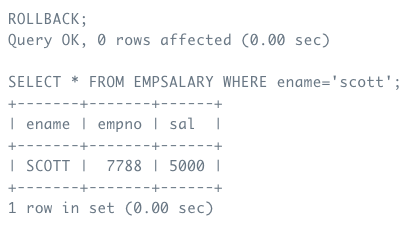 ROLLBACK;
Query OK, 0 rows affected (0.00 sec)

SELECT * FROM EMPSALARY WHERE ename='scott';
+-------+-------+------+
| ename | empno | sal  |
+-------+-------+------+
| SCOTT |  7788 | 5000 |
+-------+-------+------+
1 row in set (0.00 sec)